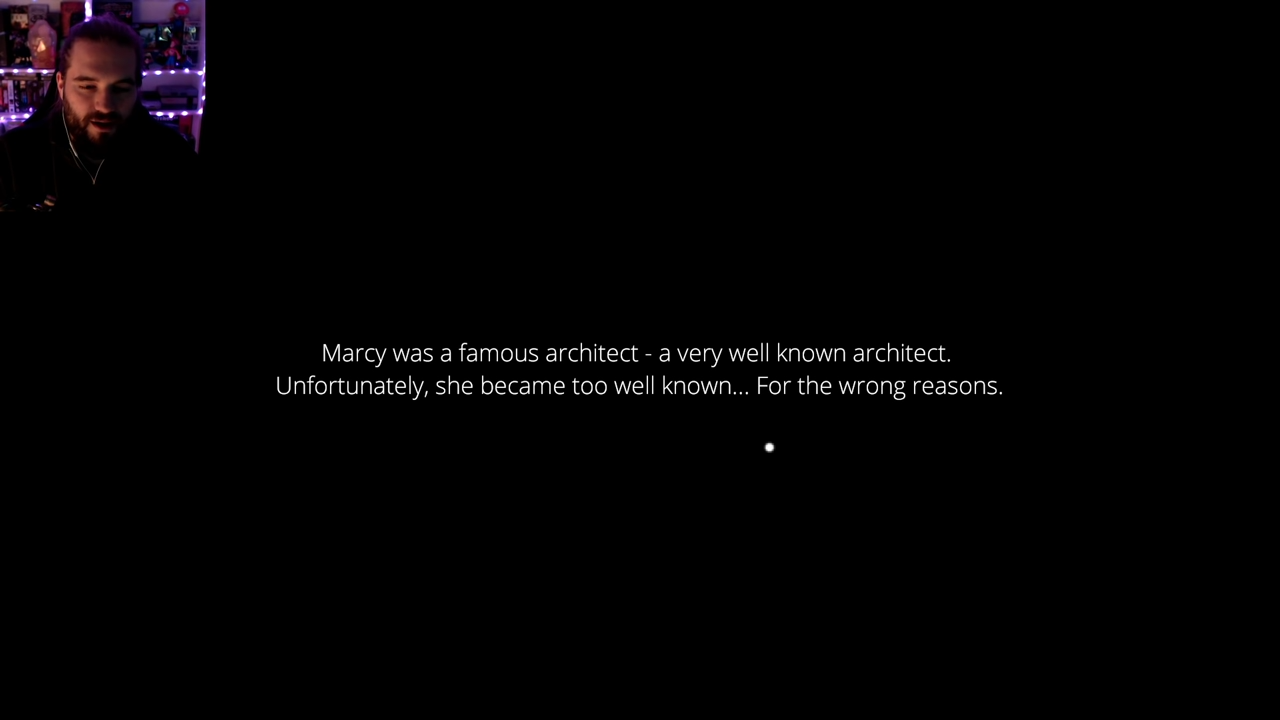 Marcy was a famous architect - a very well known architect.
Unfortunately, she became too well known... For the wrong reasons.